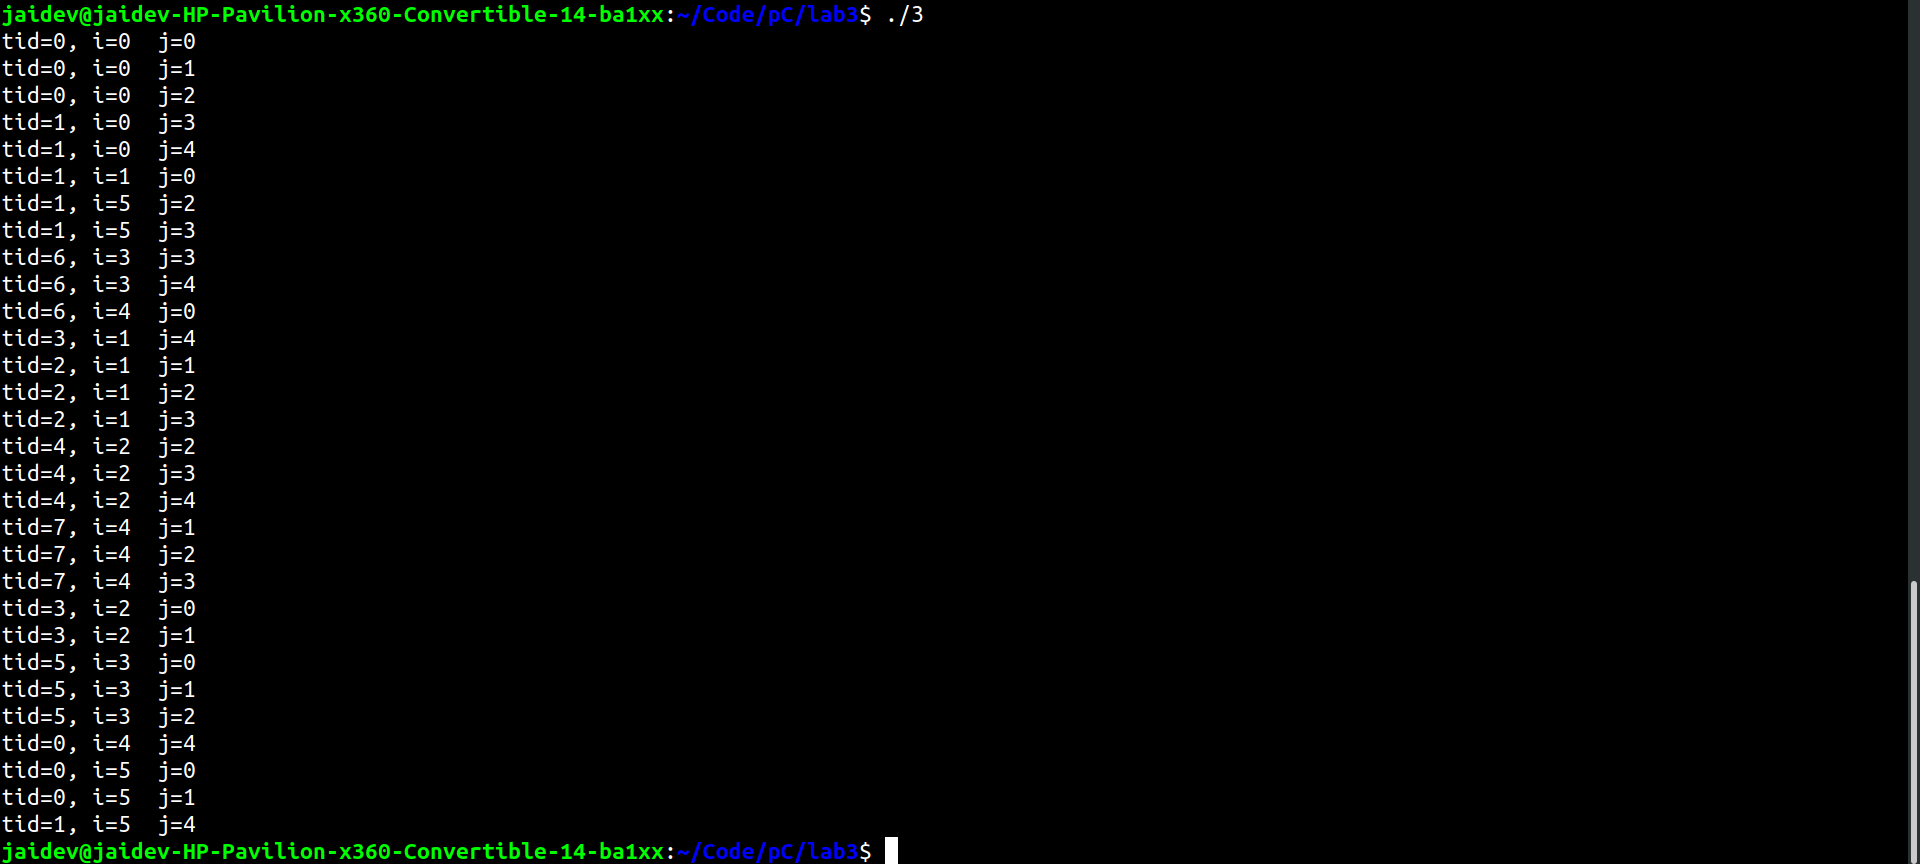 jaidev@jaidev-HP-Pavilion-x360-Convertible-14-ba1xx:~/Code/pC/lab3$ ./3
tid=0, i=0  j=0
tid=0, i=0  j=1
tid=0, i=0  j=2
tid=1, i=0  j=3
tid=1, i=0  j=4
tid=1, i=1  j=0
tid=1, i=5  j=2
tid=1, i=5  j=3
tid=6, i=3  j=3
tid=6, i=3  j=4
tid=6, i=4  j=0
tid=3, i=1  j=4
tid=2, i=1  j=1
tid=2, i=1  j=2
tid=2, i=1  j=3
tid=4, i=2  j=2
tid=4, i=2  j=3
tid=4, i=2  j=4
tid=7, i=4  j=1
tid=7, i=4  j=2
tid=7, i=4  j=3
tid=3, i=2  j=0
tid=3, i=2  j=1
tid=5, i=3  j=0
tid=5, i=3  j=1
tid=5, i=3  j=2
tid=0, i=4  j=4
tid=0, i=5  j=0
tid=0, i=5  j=1
tid=1, i=5  j=4
jaidev@jaidev-HP-Pavilion-x360-Convertible-14-ba1xx:~/Code/pC/lab3$